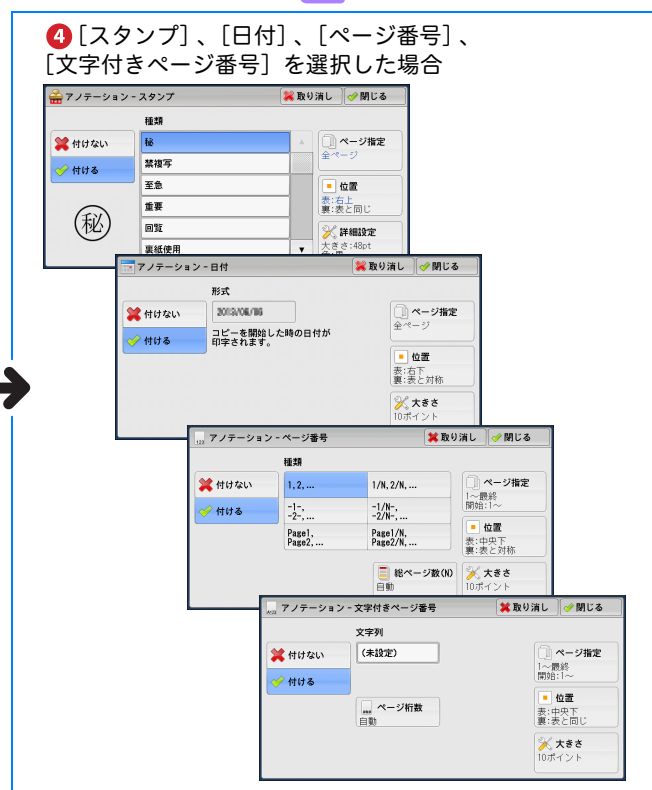 ❹[スタンプ]、[日付]、[ページ番号]、
[文字付きページ番号]を選択した場合
アノテーション - スタンプ
取り消し
閉じる
種類
付けない
付ける
秘
禁複写
至急
重要
回覧
裏紙使用
㊙
ページ指定
全ページ
位置
表:右上
裏:表と同じ
詳細設定
大きさ:48pt
アノテーション - 日付
取り消し
閉じる
形式
付けない
付ける
コピーを開始した時の日付が
印字されます。
ページ指定
全ページ
位置
表:右下
裏:表と対称
大きさ
10ポイント
アノテーション - ページ番号
取り消し
閉じる
種類
付けない
付ける
1, 2, ...
1/N, 2/N, ...
-1-,
-2-, ...
-1/N-,
-2/N-, ...
Page1,
Page2, ...
Page1/N,
Page2/N, ...
総ページ数(N)
自動
ページ指定
1～最終
開始:1～
位置
表:中央下
裏:表と対称
大きさ
10ポイント
アノテーション - 文字付きページ番号
取り消し
閉じる
文字列
付けない
付ける
(未設定)
ページ桁数
自動
ページ指定
1～最終
開始:1～
位置
表:中央下
裏:表と同じ
大きさ
10ポイント